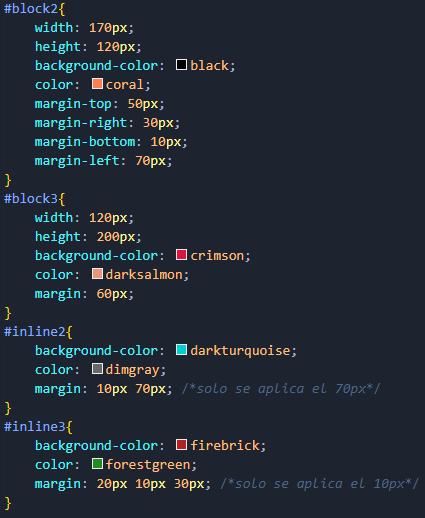 #block2{
    width: 170px;
    height: 120px;
    background-color: black;
    color: coral;
    margin-top: 50px;
    margin-right: 30px;
    margin-bottom: 10px;
    margin-left: 70px;
}
#block3{
    width: 120px;
    height: 200px;
    background-color: crimson;
    color: darksalmon;
    margin: 60px;
}
#inline2{
    background-color: darkturquoise;
    color: dimgray;
    margin: 10px 70px; /*solo se aplica el 70px*/
}
#inline3{
    background-color: firebrick;
    color: forestgreen;
    margin: 20px 10px 30px; /*solo se aplica el 10px*/
}